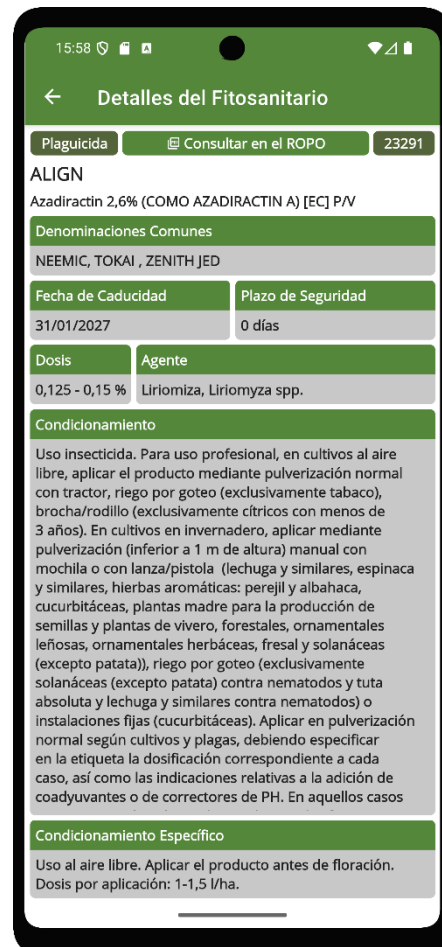 15:58
Detalles del Fitosanitario
Plaguicida
Consultar en el ROPO
23291
ALIGN
Azadiractin 2,6% (COMO AZADIRACTIN A) [EC] P/V
Denominaciones Comunes
NEEMIC, TOKAI , ZENITH JED
Fecha de Caducidad
Plazo de Seguridad
31/01/2027
0 días
Dosis
Agente
0,125 - 0,15 %
Liriomiza, Liriomyza spp.
Condicionamiento
Uso insecticida. Para uso profesional, en cultivos al aire
libre, aplicar el producto mediante pulverización normal
con tractor, riego por goteo (exclusivamente tabaco),
brocha/rodillo (exclusivamente cítricos con menos de
3 años). En cultivos en invernadero, aplicar mediante
pulverización (inferior a 1 m de altura) manual con
mochila o con lanza/pistola (lechuga y similares, espinaca
y similares, hierbas aromáticas: perejil y albahaca,
cucurbitáceas, plantas madre para la producción de
semillas y plantas de vivero, forestales, ornamentales
leñosas, ornamentales herbáceas, fresal y solanáceas
(excepto patata)), riego por goteo (exclusivamente
solanáceas (excepto patata) contra nematodos y tuta
absoluta y lechuga y similares contra nematodos) o
instalaciones fijas (cucurbitáceas). Aplicar en pulverización
normal según cultivos y plagas, debiendo especificar
en la etiqueta la dosificación correspondiente a cada
caso, así como las indicaciones relativas a la adición de
coadyuvantes o de correctores de PH. En aquellos casos
Condicionamiento Específico
Uso al aire libre. Aplicar el producto antes de floración.
Dosis por aplicación: 1-1,5 l/ha.